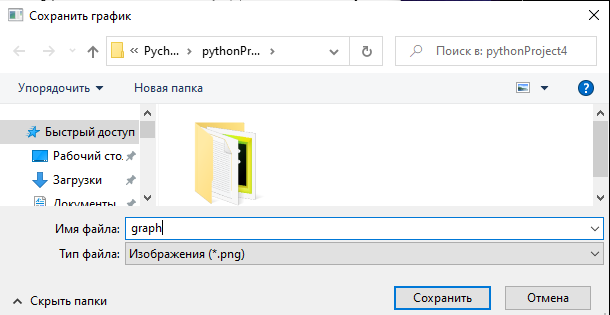 Сохранить график
« Pych... › pythonPr... ›
Поиск в: pythonProject4
Упорядочить
Новая папка
Быстрый доступ
Рабочий сто.
Загрузки
Документы
Имя файла: graph
Тип файла: Изображения (*.png)
Скрыть папки
Сохранить
Отмена